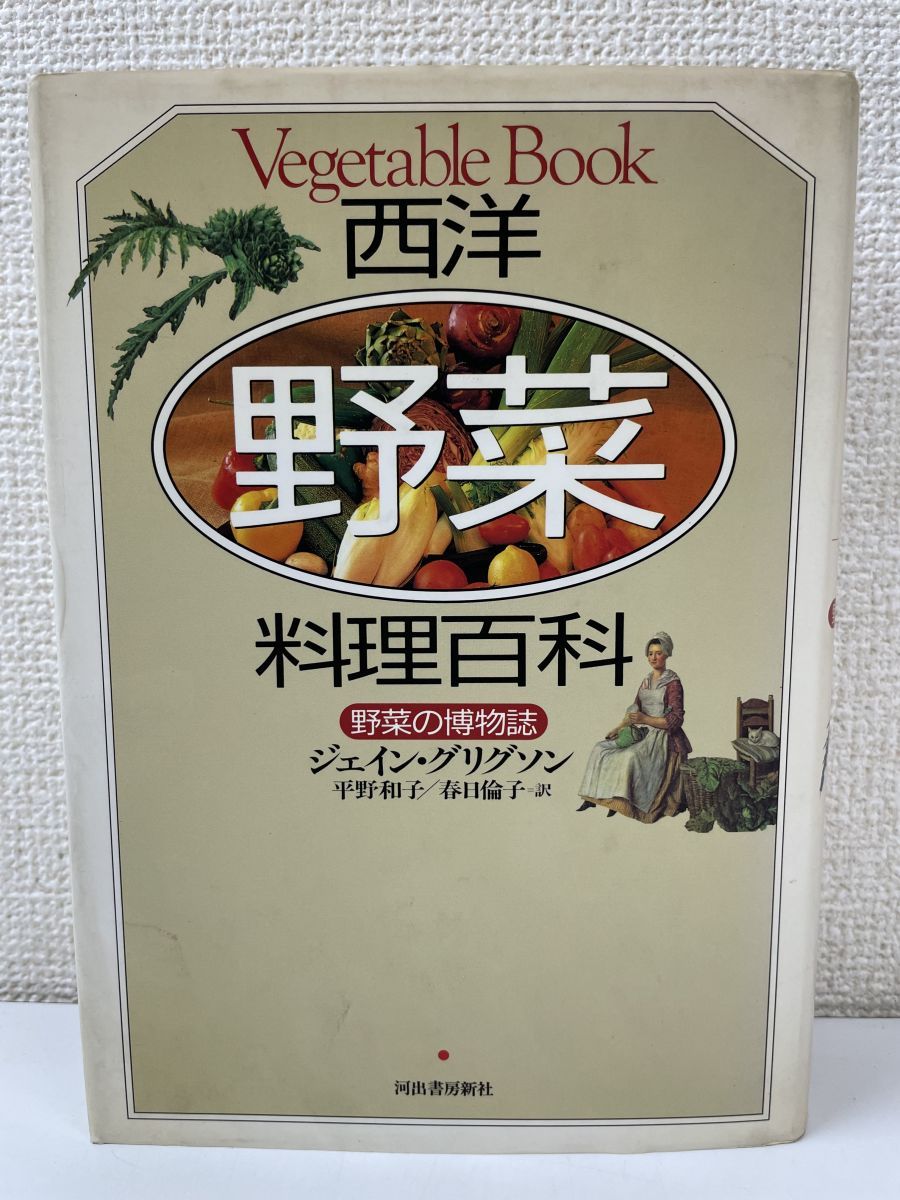 Vegetable Book
西洋
野菜
料理百科
野菜の博物誌
ジェイン・グリグソン
平野和子/春日倫子=訳
河出書房新社